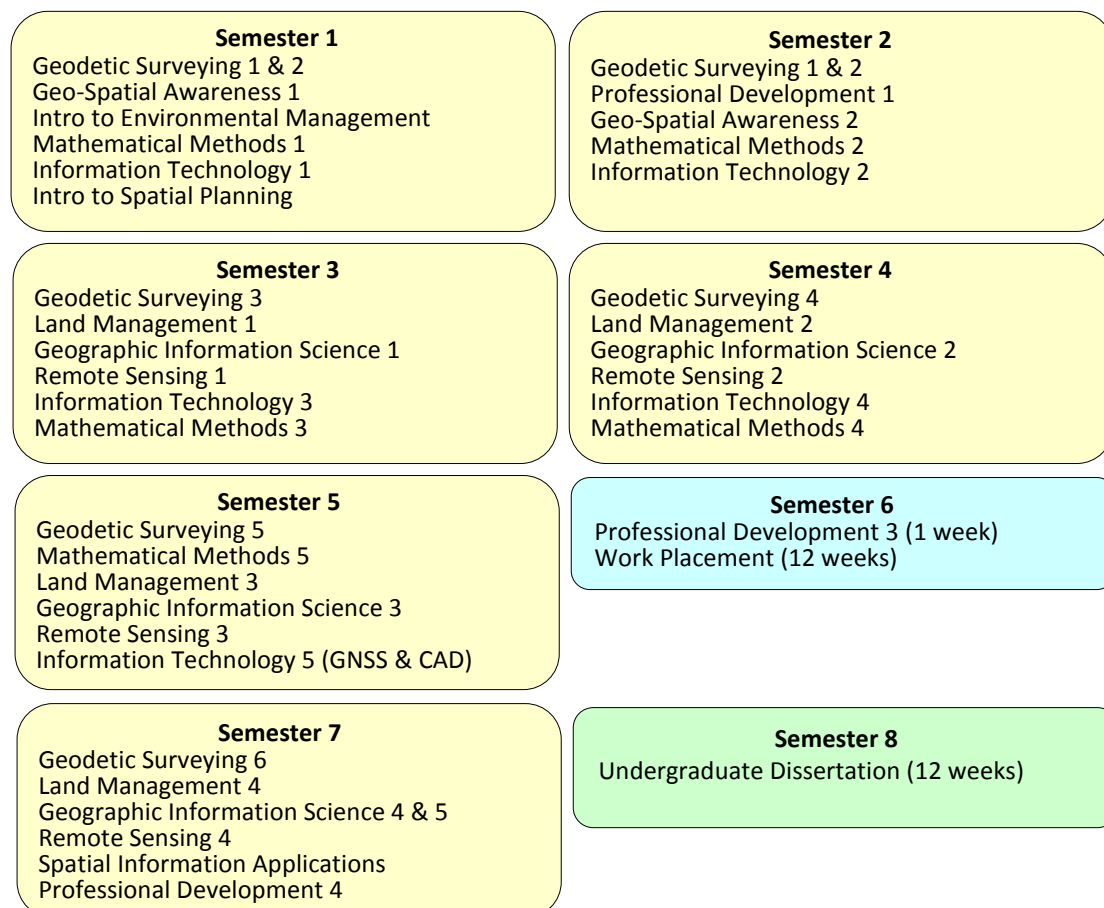 Semester 1
Geodetic Surveying 1 & 2
Geo-Spatial Awareness 1
Intro to Environmental Management
Mathematical Methods 1
Information Technology 1
Intro to Spatial Planning
Semester 2
Geodetic Surveying 1 & 2
Professional Development 1
Geo-Spatial Awareness 2
Mathematical Methods 2
Information Technology 2
Semester 3
Geodetic Surveying 3
Land Management 1
Geographic Information Science 1
Remote Sensing 1
Information Technology 3
Mathematical Methods 3
Semester 4
Geodetic Surveying 4
Land Management 2
Geographic Information Science 2
Remote Sensing 2
Information Technology 4
Mathematical Methods 4
Semester 5
Geodetic Surveying 5
Mathematical Methods 5
Land Management 3
Geographic Information Science 3
Remote Sensing 3
Information Technology 5 (GNSS & CAD)
Semester 6
Professional Development 3 (1 week)
Work Placement (12 weeks)
Semester 7
Geodetic Surveying 6
Land Management 4
Geographic Information Science 4 & 5
Remote Sensing 4
Spatial Information Applications
Professional Development 4
Semester 8
Undergraduate Dissertation (12 weeks)